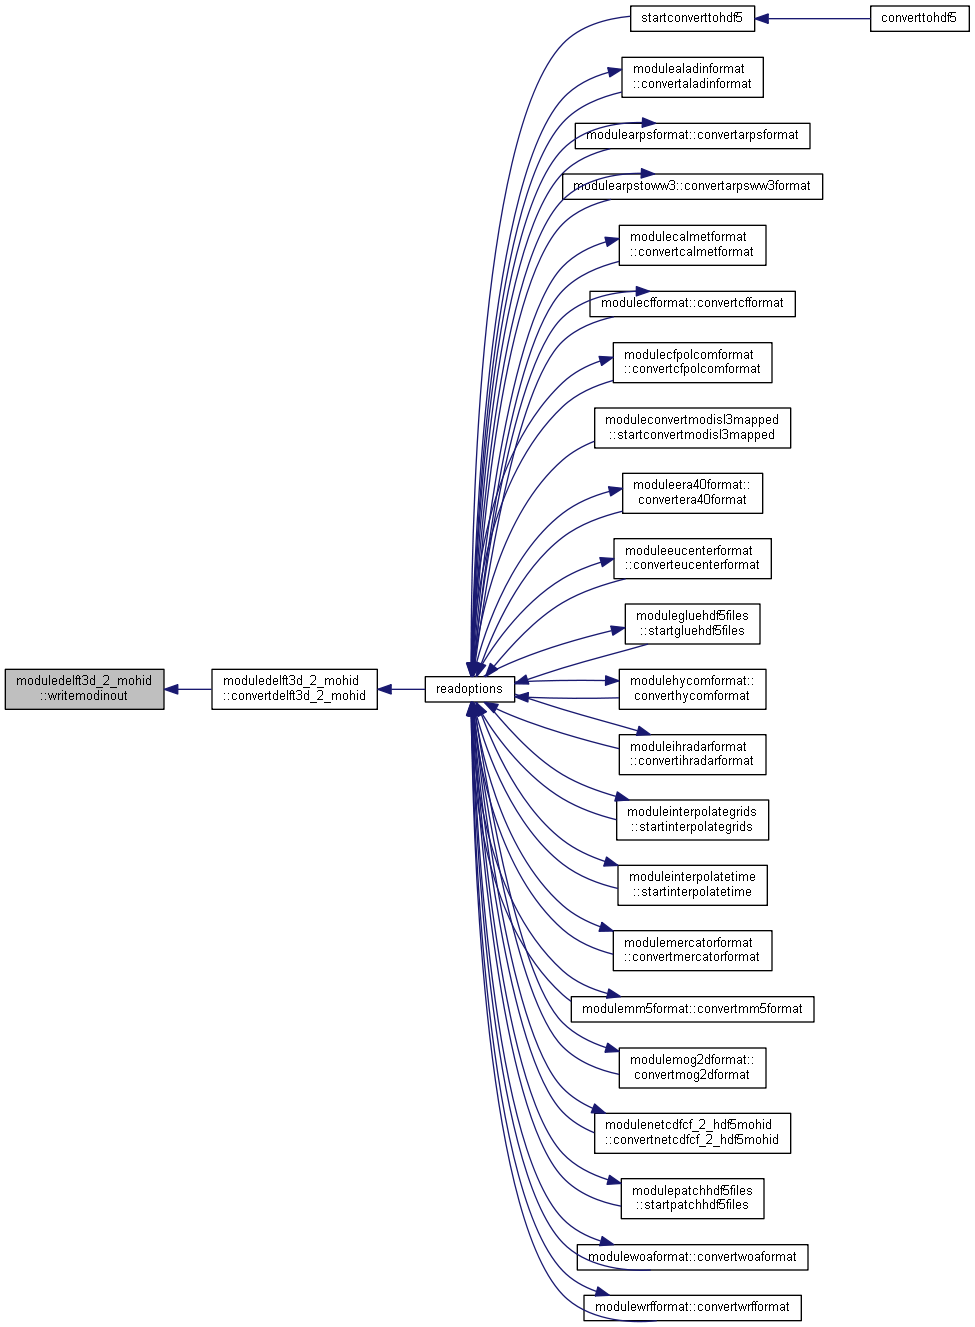 startconverttohdf5
converttohdf5
modulealadinformat
::convertaladinformat
modulearpsformat::convertarpsformat
modulearpstoww3::convertarpsww3format
modulecalmetformat
::convertcalmetformat
modulecfformat::convertcfformat
modulecfpolcomformat
::convertcfpolcomformat
moduleconvertmodisl3mapped
::startconvertmodisl3mapped
moduleera40format::
convertera40format
moduleeucenterformat
::converteucenterformat
modulegluehdf5files
::startgluehdf5files
moduledelft3d_2_mohid
::writemodinout
moduledelft3d_2_mohid
::convertdelft3d_2_mohid
readoptions
modulehycomformat::
converthycomformat
moduleihradarformat
::convertihradarformat
moduleinterpolategrids
::startinterpolategrids
moduleinterpolatetime
::startinterpolatetime
modulemercatorformat
::convertmercatorformat
modulemm5format::convertmm5format
modulemog2dformat::
convertmog2dformat
modulenetcdfcf_2_hdf5mohid
::convertnetcdfcf_2_hdf5mohid
modulepatchhdf5files
::startpatchhdf5files
modulewoaformat::convertwoaformat
modulewrfformat::convertwrfformat